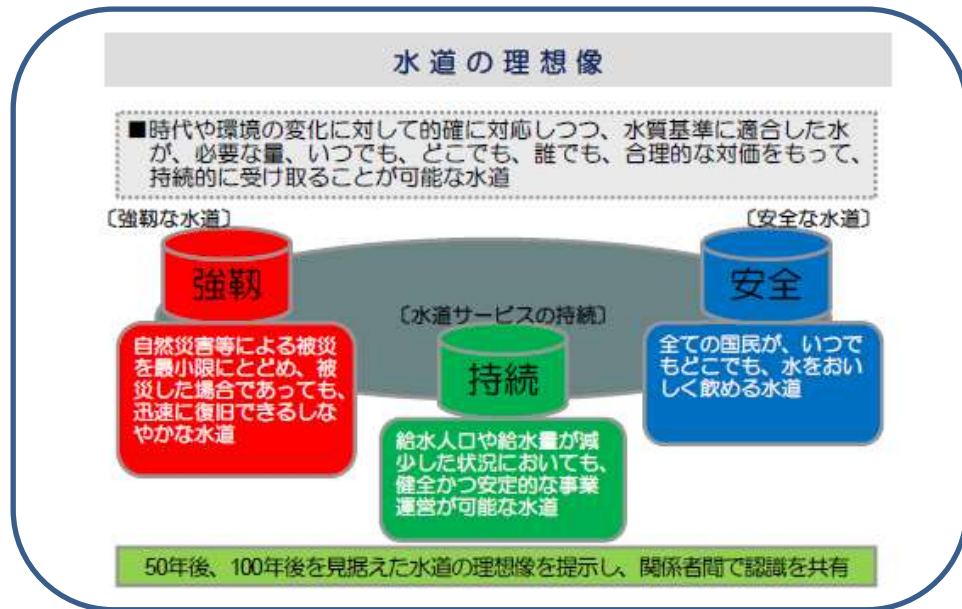 水道の理想像
■時代や環境の変化に対して的確に対応しつつ、水質基準に適合した水
が、必要な量、いつでも、どこでも、誰でも、合理的な対価をもって、
持続的に受け取ることが可能な水道
〔強靱な水道〕
強靱
自然災害等による被災
を最小限にとどめ、被
災した場合であっても、
迅速に復旧できるしな
やかな水道
〔水道サービスの持続〕
持続
給水人口や給水量が減
少した状況においても、
健全かつ安定的な事業
運営が可能な水道
〔安全な水道〕
安全
全ての国民が、いつで
もどこでも、水をおい
しく飲める水道
50年後、100年後を見据えた水道の理想像を提示し、関係者間で認識を共有